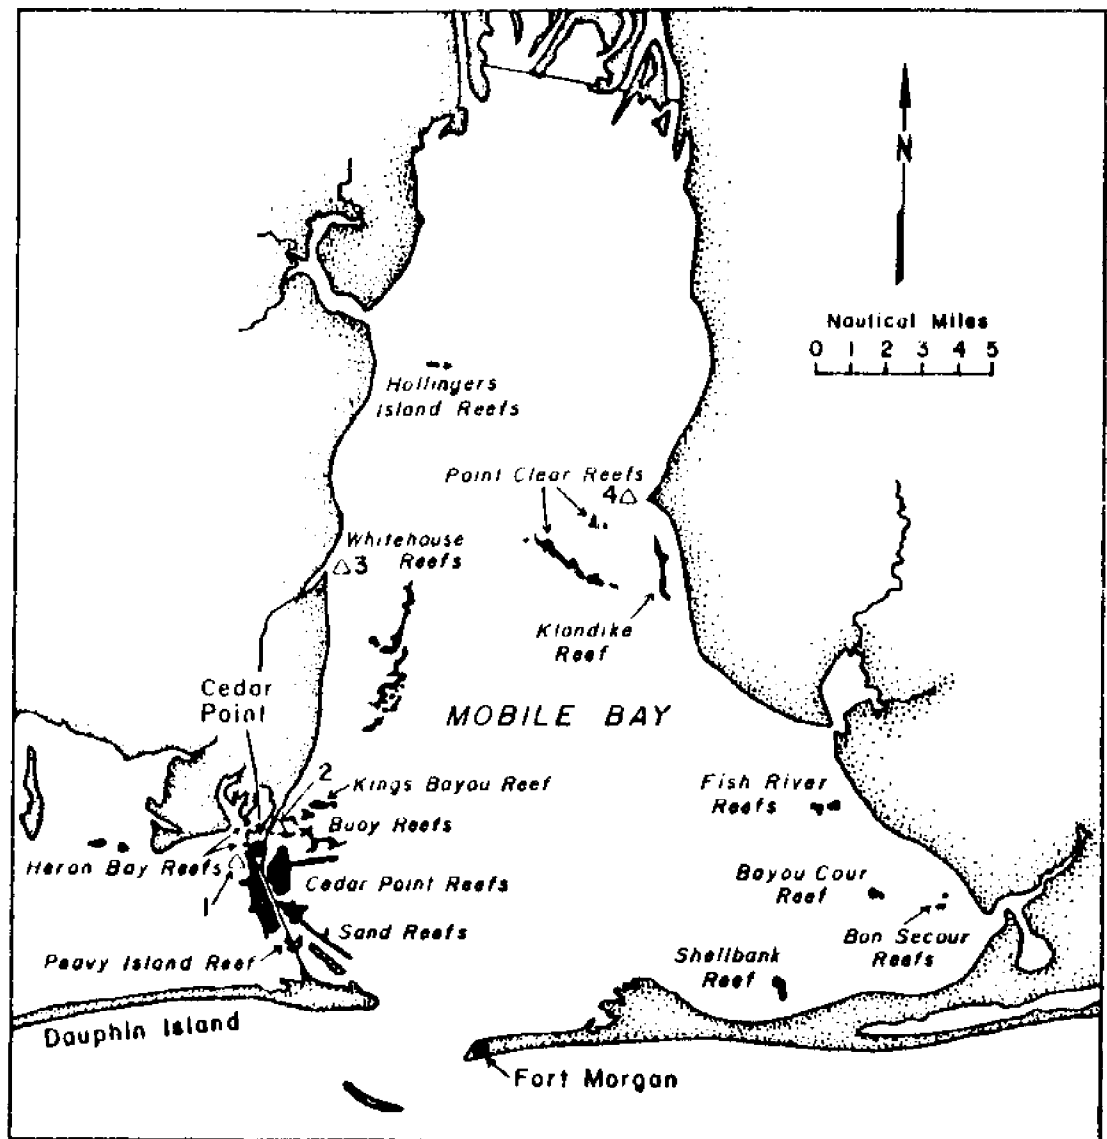 N
Nautical Miles
0 1 2 3 4 5
Hollingers
Island Reefs
Point Clear Reefs
4
Whitehouse
Reefs
3
Klondike
Reef
Cedar
Point
MOBILE BAY
2
Kings Bayou Reef
Fish River
Reefs
Buoy Reefs
Heron Bay Reefs
Cedar Point Reefs
Bayou Cour
Reef
1
Sand Reefs
Bon Secour
Reefs
Peavy Island Reef
Shellbank
Reef
Dauphin Island
Fort Morgan